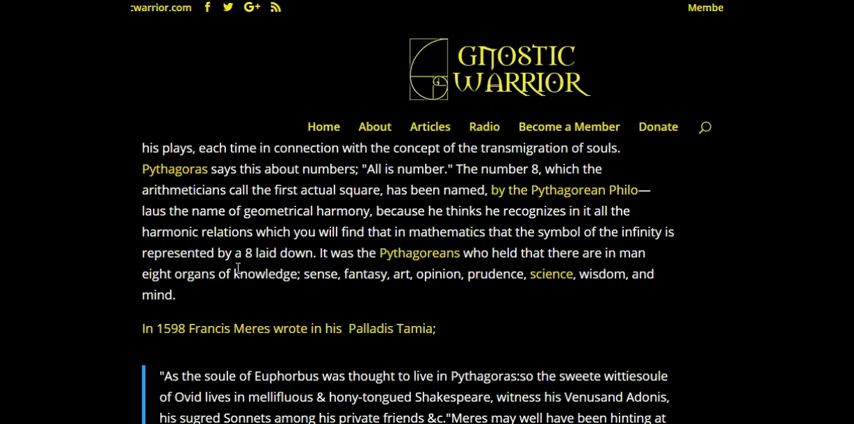 :warrior.com
Membe
GNOSTIC
WARRIOR
G
Home About Articles Radio Become a Member Donate
his plays, each time in connection with the concept of the transmigration of souls.
Pythagoras says this about numbers; "All is number." The number 8, which the
arithmeticians call the first actual square, has been named, by the Pythagorean Philo—
laus the name of geometrical harmony, because he thinks he recognizes in it all the
harmonic relations which you will find that in mathematics that the symbol of the infinity is
represented by a 8 laid down. It was the Pythagoreans who held that there are in man
eight organs of knowledge; sense, fantasy, art, opinion, prudence, science, wisdom, and
mind.
In 1598 Francis Meres wrote in his Palladis Tamia;
"As the soule of Euphorbus was thought to live in Pythagoras:so the sweete wittiesoule
of Ovid lives in mellifluous & hony-tongued Shakespeare, witness his Venusand Adonis,
his sugred Sonnets among his private friends &c."Meres may well have been hinting at